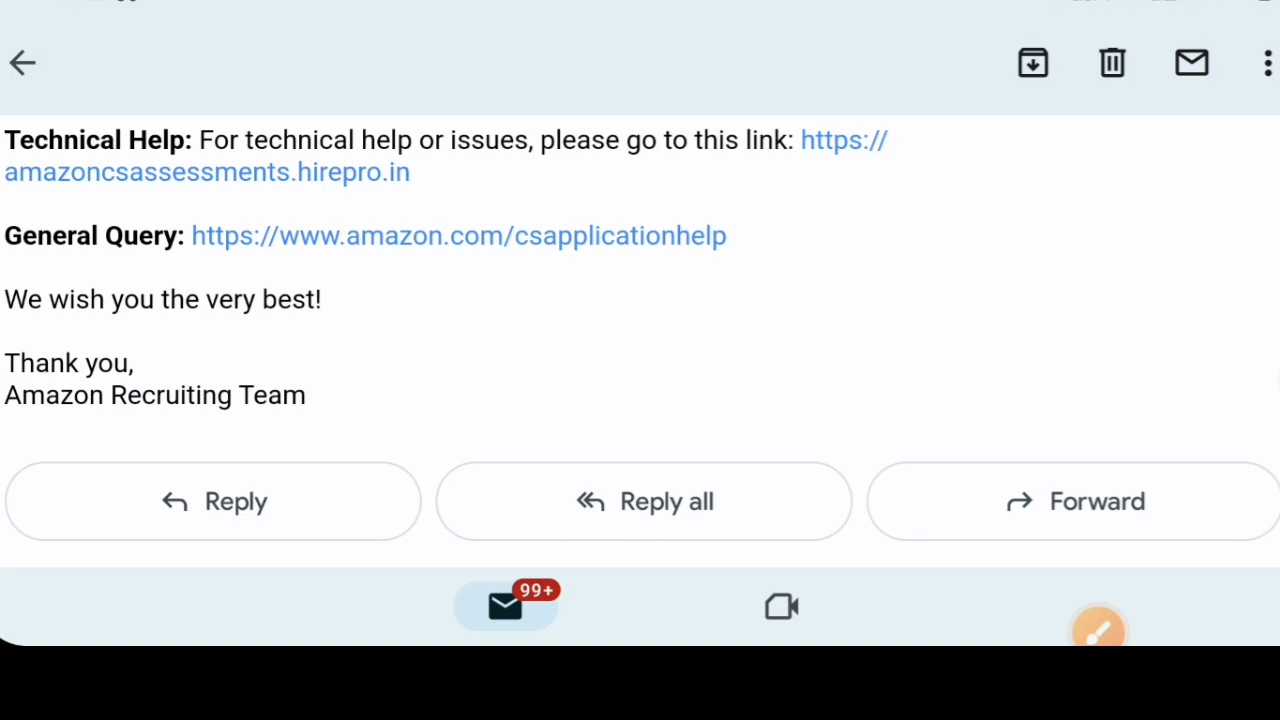 Technical Help: For technical help or issues, please go to this link: https://
amazoncsassessments.hirepro.in
General Query: https://www.amazon.com/csapplicationhelp
We wish you the very best!
Thank you,
Amazon Recruiting Team
Reply
Reply all
Forward
99+